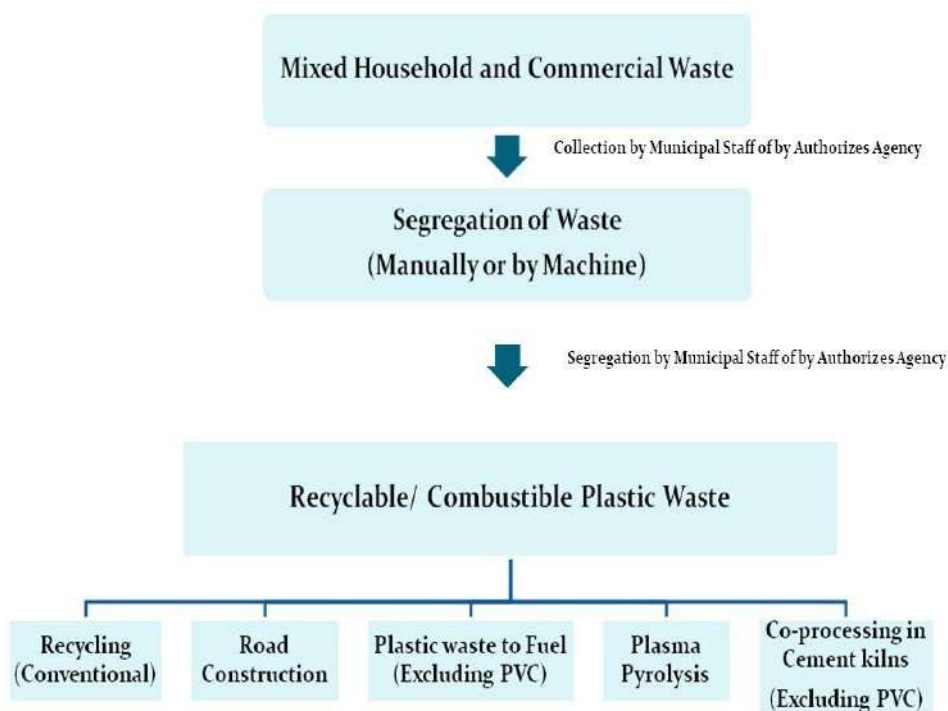 Mixed Household and Commercial Waste
Collection by Municipal Staff of by Authorizes Agency
Segregation of Waste
(Manually or by Machine)
Segregation by Municipal Staff of by Authorizes Agency
Recyclable/ Combustible Plastic Waste
Recycling
(Conventional)
Road
Construction
Plastic waste to Fuel
(Excluding PVC)
Plasma
Pyrolysis
Co-processing in
Cement kilns
(Excluding PVC)